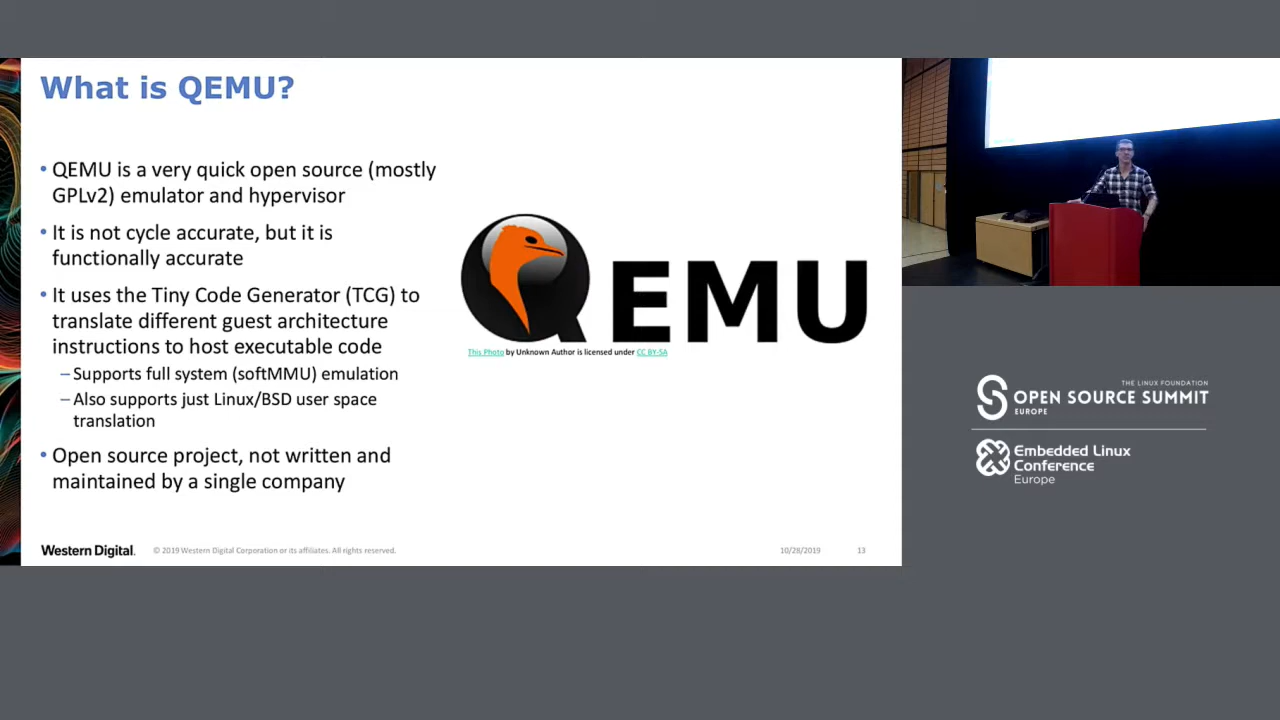 What is QEMU?
• QEMU is a very quick open source (mostly
GPLv2) emulator and hypervisor
• It is not cycle accurate, but it is
functionally accurate
• It uses the Tiny Code Generator (TCG) to
translate different guest architecture
instructions to host executable code
– Supports full system (softMMU) emulation
– Also supports just Linux/BSD user space
translation
• Open source project, not written and
maintained by a single company
QEMU
This Photo by Unknown Author is licensed under CC BY-SA
Western Digital. © 2019 Western Digital Corporation or its affiliates. All rights reserved. 10/28/2019 13
THE LINUX FOUNDATION
OPEN SOURCE SUMMIT
EUROPE
Embedded Linux
Conference
Europe